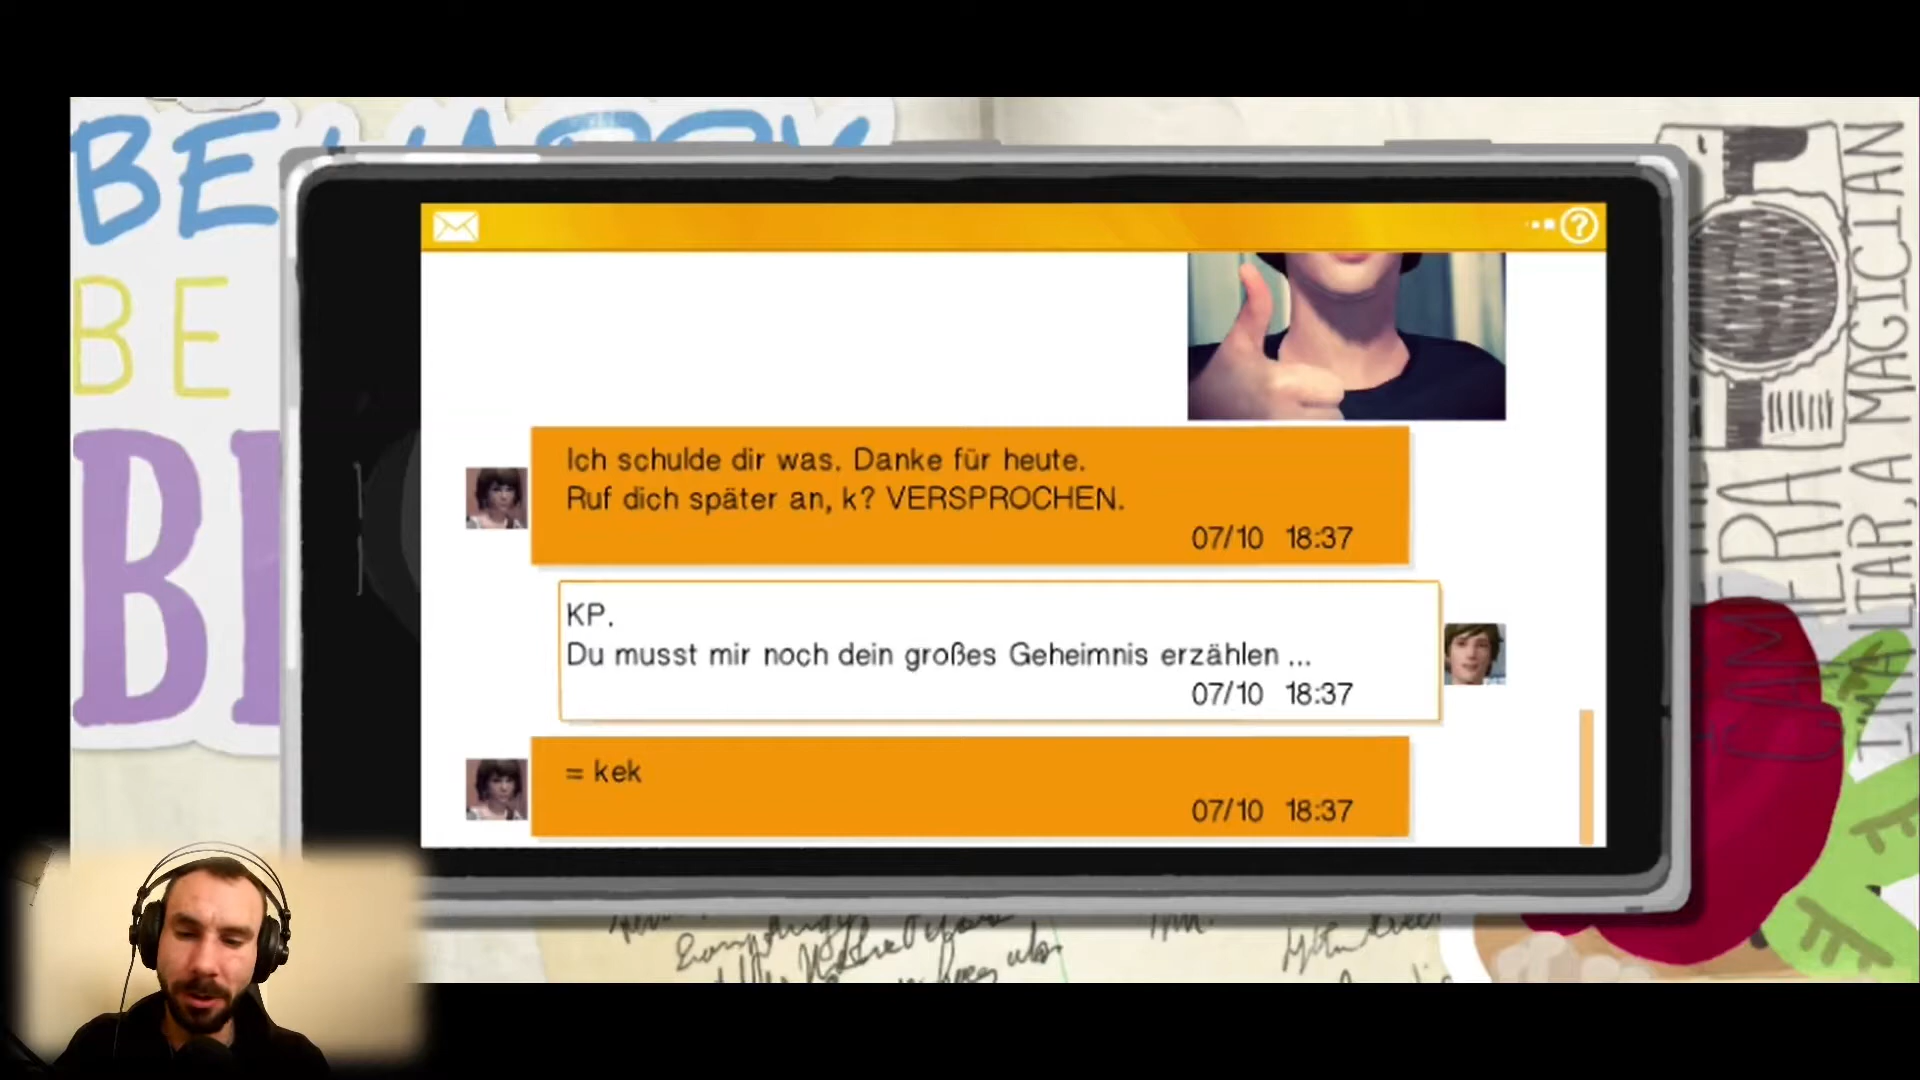 BE HAPPY
BE
?
Ich schulde dir was. Danke für heute.
Ruf dich später an, k? VERSPROCHEN.
07/10 18:37
KP.
Du musst mir noch dein großes Geheimnis erzählen ...
07/10 18:37
= kek
07/10 18:37
CAMERA
LIAR, A MAGICIAN